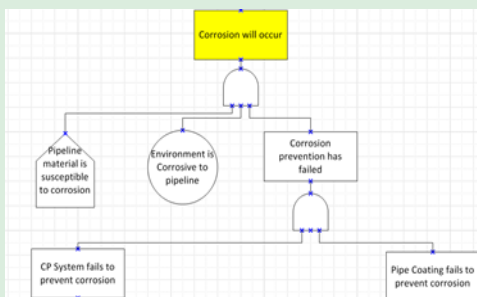 Corrosion will occur
Pipeline
material is
susceptible
to corrosion
Environment is
Corrosive to
pipeline
Corrosion
prevention has
failed
CP System fails to
prevent corrosion
Pipe Coating fails to
prevent corrosion